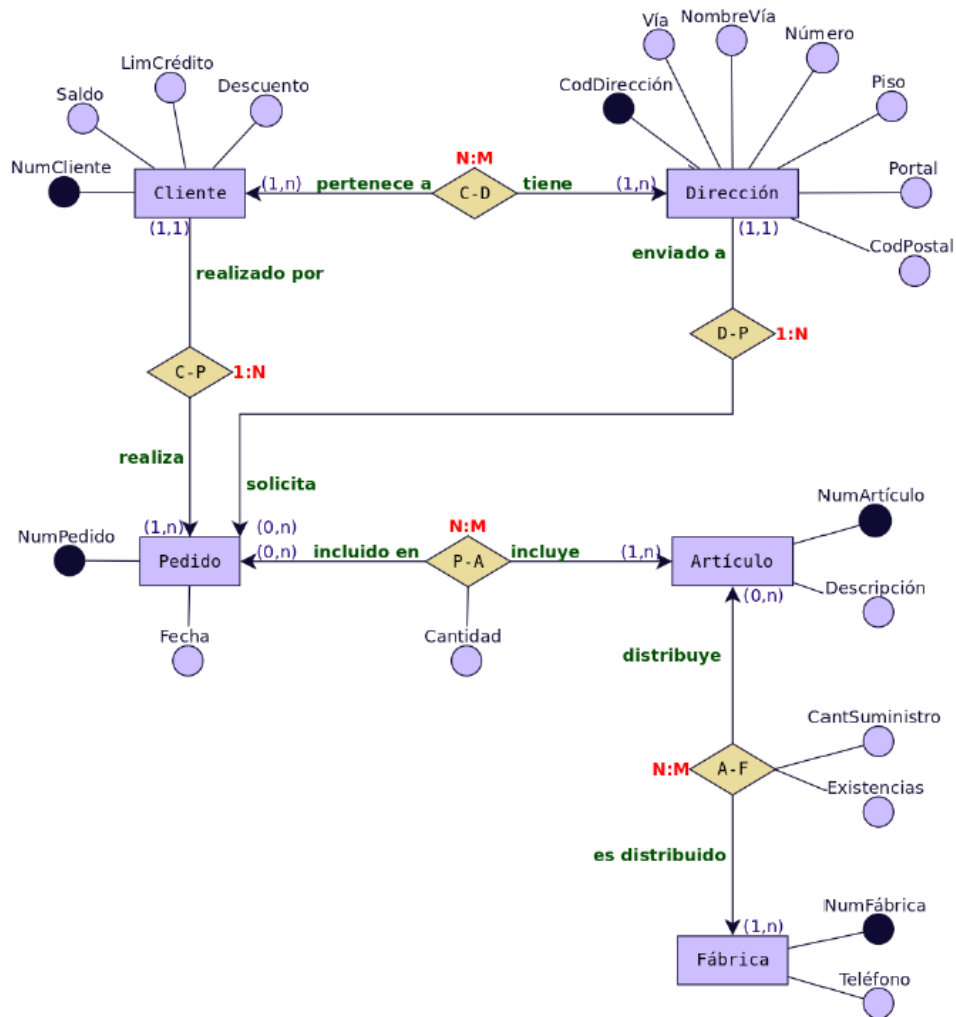 NombreVía
Vía
Número
LimCrédito
CodDirección
Piso
Saldo
Descuento
NumCliente
N:M
Portal
Cliente
(1,n)
pertenece a
C-D
tiene
(1,n)
Dirección
(1,1)
(1,1)
CodPostal
realizado por
enviado a
D-P
1:N
C-P
1:N
realiza
solicita
NumArtículo
(1,n)
(0,n)
N:M
NumPedido
(0,n)
incluido en
incluye
(1,n)
Pedido
P-A
Artículo
Descripción
(0,n)
Fecha
Cantidad
distribuye
CantSuministro
N:M
A-F
Existencias
es distribuido
NumFábrica
(1,n)
Fábrica
Teléfono